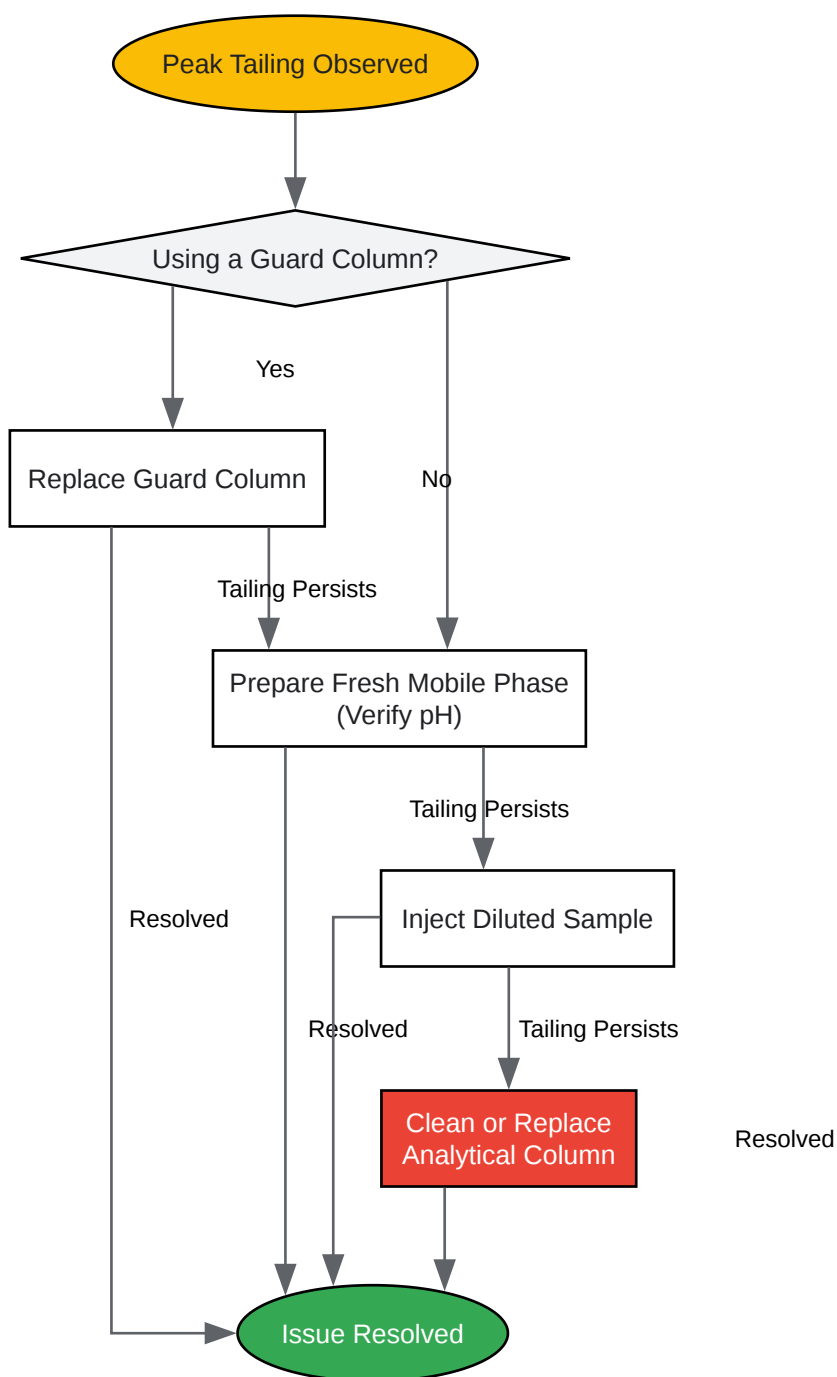 Peak Tailing Observed
Using a Guard Column?
Yes
Replace Guard Column
No
Tailing Persists
Prepare Fresh Mobile Phase
(Verify pH)
Tailing Persists
Inject Diluted Sample
Resolved
Resolved
Tailing Persists
Clean or Replace
Analytical Column
Resolved
Issue Resolved